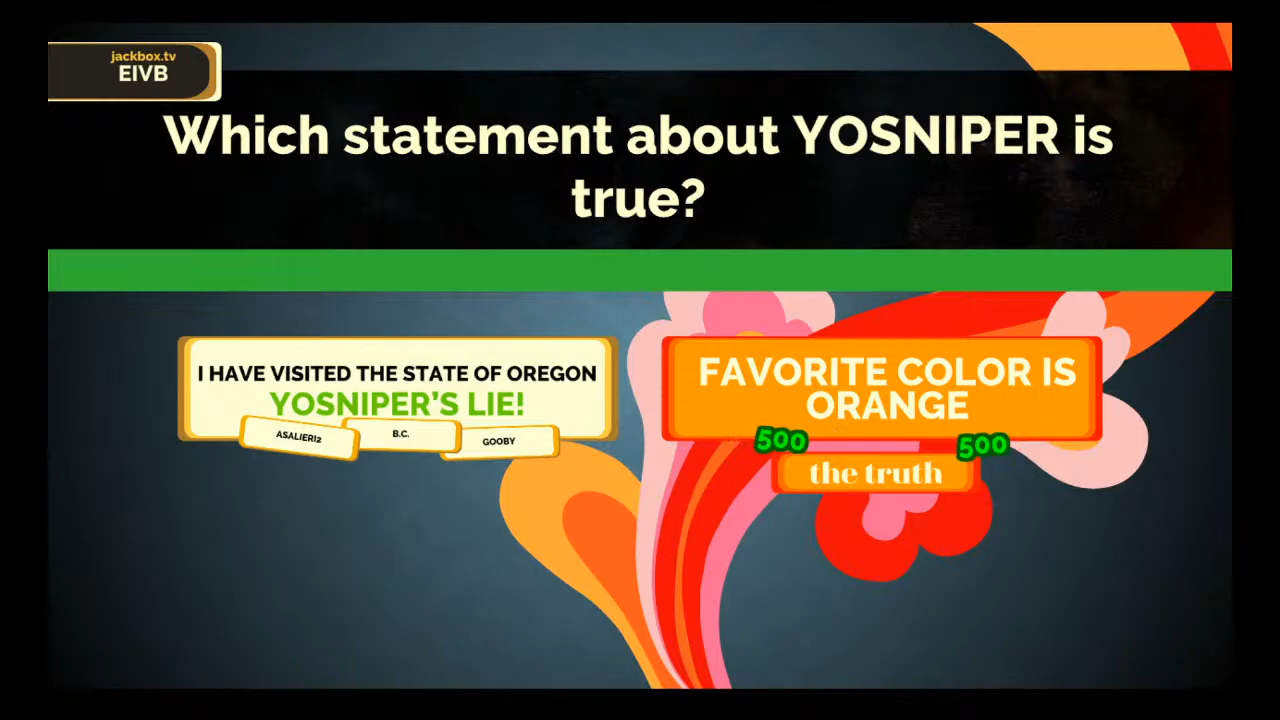 jackbox.tv
EIVB
Which statement about YOSNIPER is
true?
I HAVE VISITED THE STATE OF OREGON
YOSNIPER'S LIE!
ASALIERI2
B.C.
GOOBY
FAVORITE COLOR IS
ORANGE
500
500
the truth